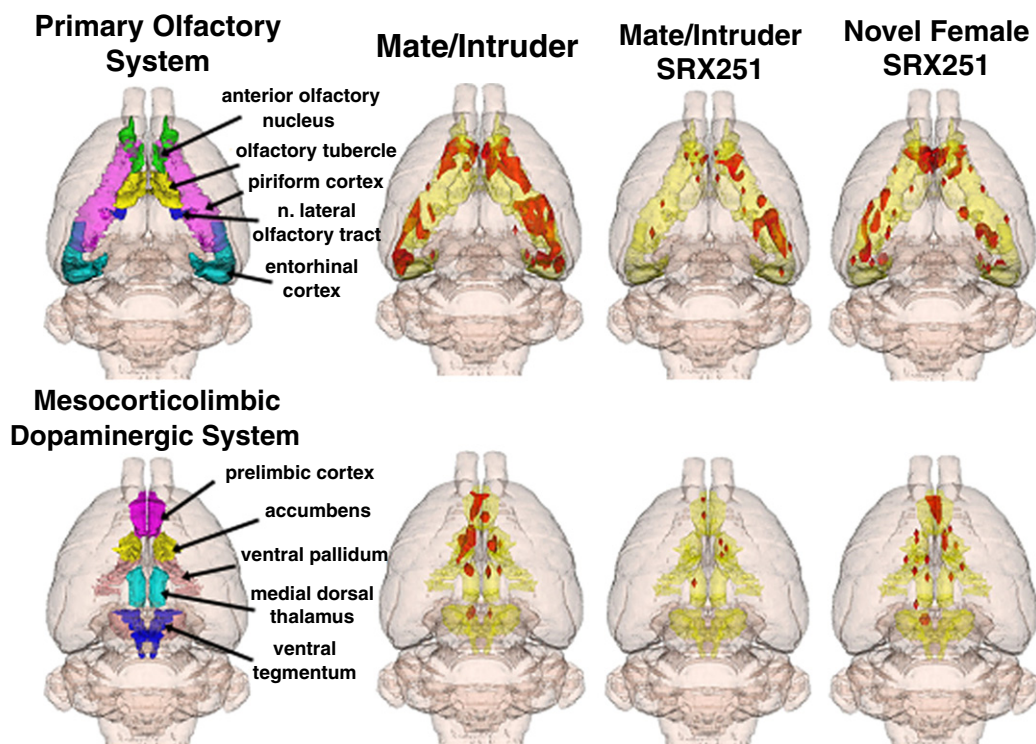 Primary Olfactory
System
Mate/Intruder
Mate/Intruder
SRX251
Novel Female
SRX251
anterior olfactory
nucleus
olfactory tubercle
piriform cortex
n. lateral
olfactory tract
entorhinal
cortex
Mesocorticolimbic
Dopaminergic System
prelimbic cortex
accumbens
ventral pallidum
medial dorsal
thalamus
ventral
tegmentum